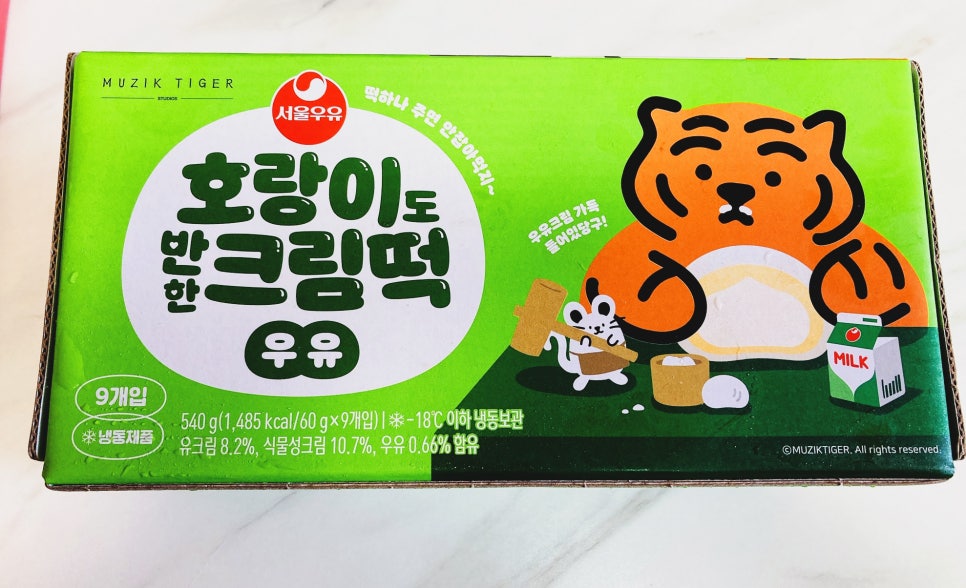 MUZIK TIGER
STUDIOS
서울우유
떡하나 주면 안잡아먹지~
호랑이도
반한 크림떡
우유
우유크림 가득
들어있당구!
MILK
9개입
냉동제품
540 g(1,485 kcal/60 g×9개입) | ※-18℃ 이하 냉동보관
유크림 8.2%, 식물성크림 10.7%, 우유 0.66% 함유
©MUZIKTIGER. All rights reserved.